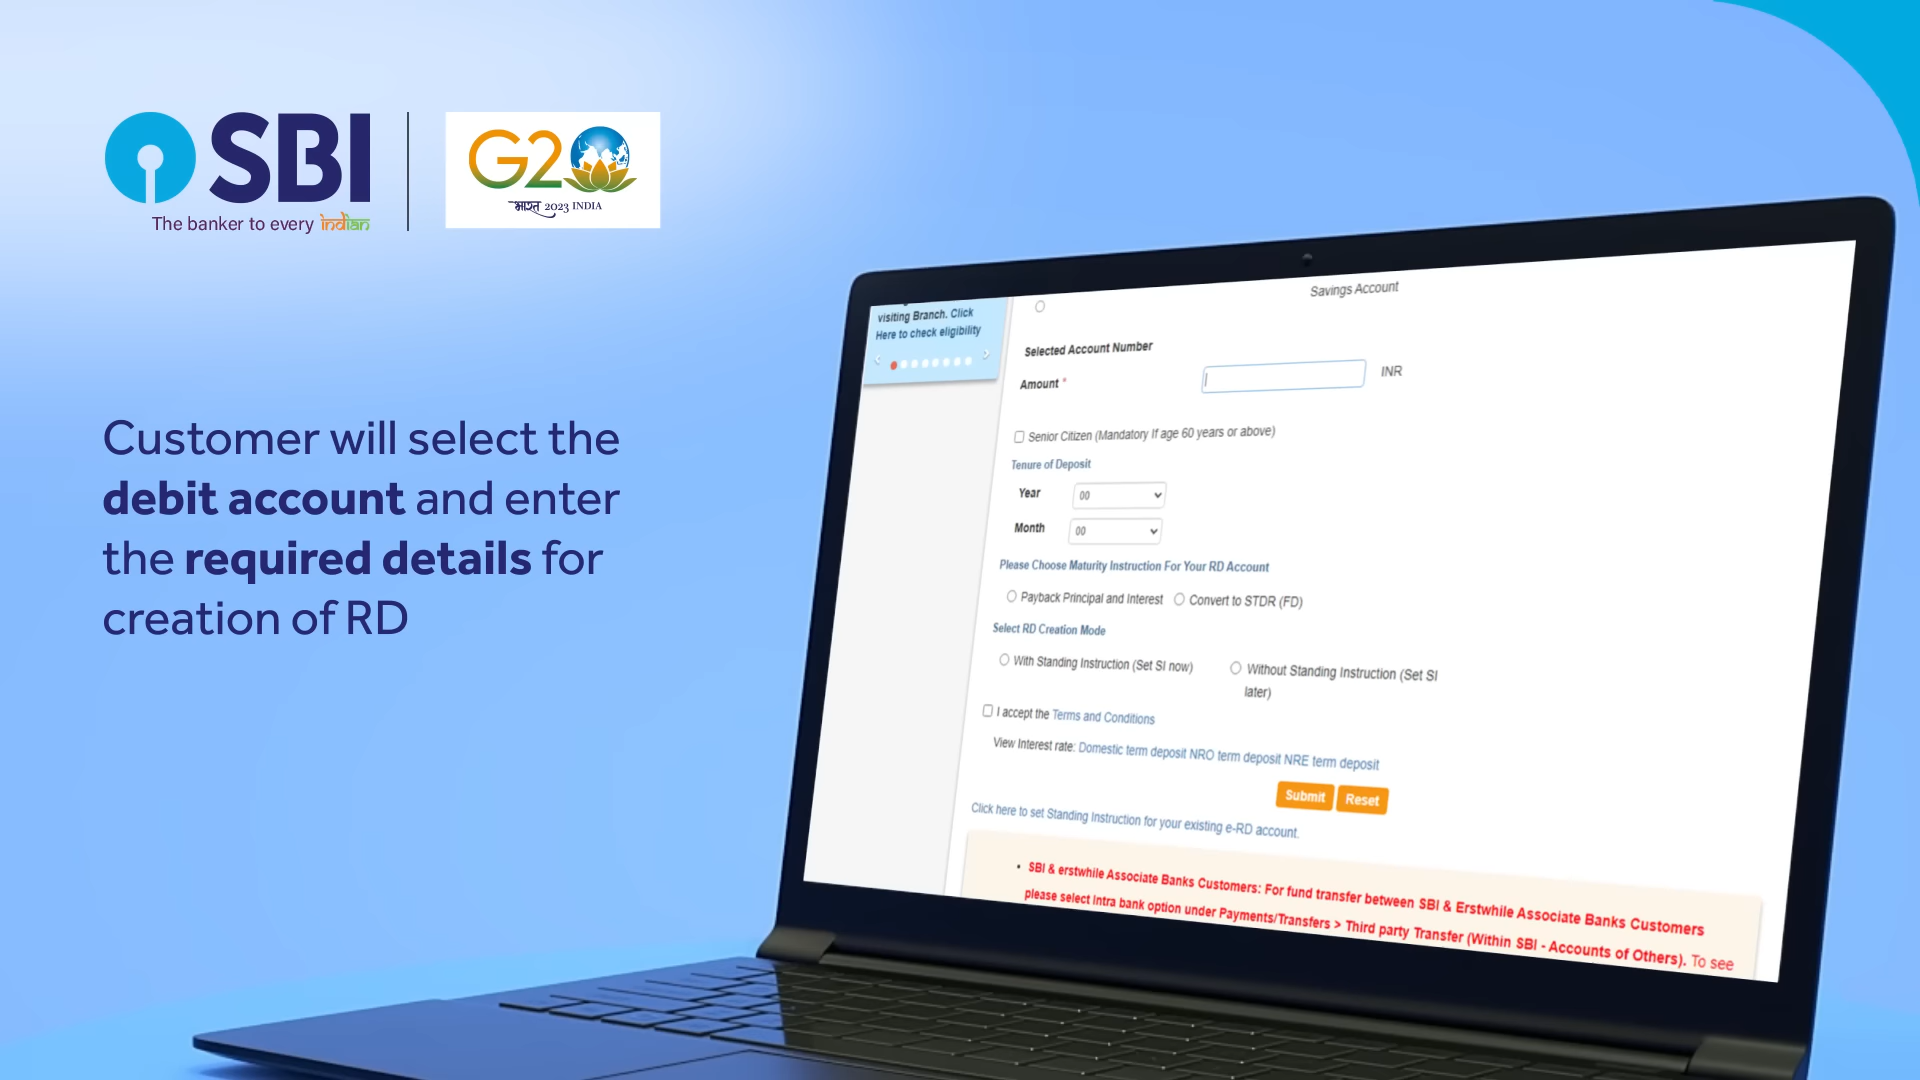 SBI
The banker to every indian
G20
भारत 2023 INDIA
Customer will select the
debit account and enter
the required details for
creation of RD
visiting Branch. Click
Here to check eligibility
Savings Account
Selected Account Number
Amount * INR
Senior Citizen (Mandatory If age 60 years or above)
Tenure of Deposit
Year 00
Month 00
Please Choose Maturity Instruction For Your RD Account
Payback Principal and Interest Convert to STDR (FD)
Select RD Creation Mode
With Standing Instruction (Set SI now) Without Standing Instruction (Set SI
later)
I accept the Terms and Conditions
View Interest rate: Domestic term deposit NRO term deposit NRE term deposit
Submit Reset
Click here to set Standing Instruction for your existing e-RD account.
• SBI & erstwhile Associate Banks Customers: For fund transfer between SBI & Erstwhile Associate Banks Customers
please select Intra bank option under Payments/Transfers > Third party Transfer (Within SBI - Accounts of Others). To see